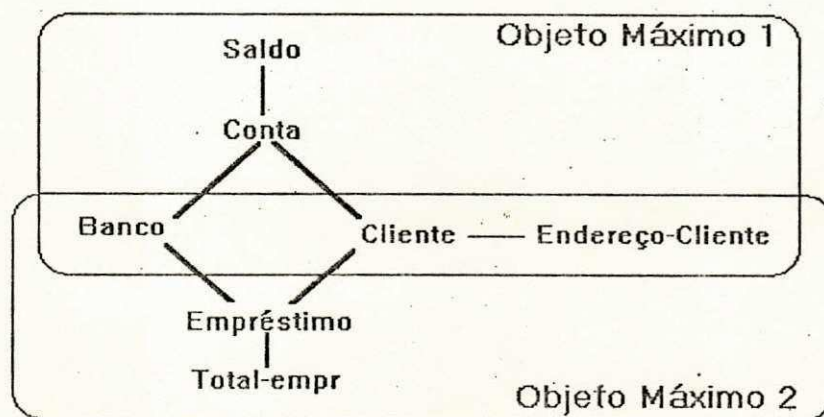 Objeto Máximo 1
Saldo
Conta
Banco
Cliente
Endereço-Cliente
Empréstimo
Total-empr
Objeto Máximo 2